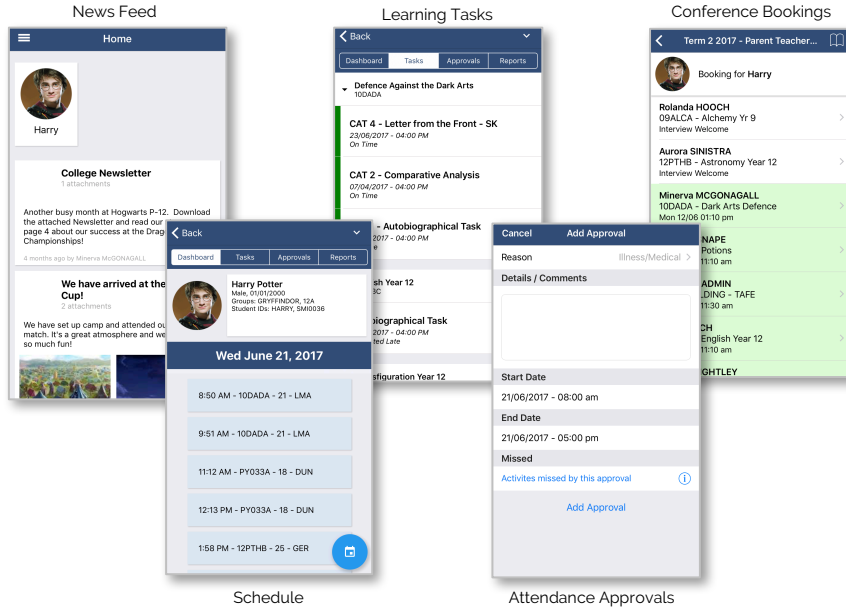 News Feed
Home
Harry
College Newsletter
1 attachments
Another busy month at Hogwarts P-12. Download
the attached Newsletter and read our
page 4 about our success at the
Championships!
4 months ago by Minerva McGONAGALL
We have arrived at the
Cup!
2 attachments
We have set up camp and attended
match. It's a great atmosphere and we
so much fun!
Learning Tasks
Back
Dashboard Tasks Approvals Reports
Defence Against the Dark Arts
10DADA
CAT 4 - Letter from the Front - SK
23/06/2017 - 04:00 PM
On Time
CAT 2 - Comparative Analysis
07/04/2017 - 04:00 PM
On Time
- Autobiographical Task
2017 - 04:00 PM
Year 12
Task
2017 - 04:00 PM
Late
Year 12
Conference Bookings
Term 2 2017 - Parent Teacher...
Booking for Harry
Rolanda HOOCH
09ALCA - Alchemy Yr 9
Interview Welcome
Aurora SINISTRA
12PTHB - Astronomy Year 12
Interview Welcome
Minerva MCGONAGALL
10DADA - Dark Arts Defence
Mon 12/06 01:10 pm
Potions
11:10 am
ADMIN
- TAFE
11:30 am
English Year 12
11:10 am
Back
Dashboard Tasks Approvals Reports
Harry Potter
Male, 01/01/2000
Groups: GRYFFINDOR, 12A
Student IDs: HARRY, SMI0036
Wed June 21, 2017
8:50 AM - 10DADA - 21 - LMA
9:51 AM - 10DADA - 21 - LMA
11:12 AM - PY033A - 18 - DUN
12:13 PM - PY033A - 18 - DUN
1:58 PM - 12PTHB - 25 - GER
Schedule
Cancel Add Approval
Reason Illness/Medical
Details / Comments
Start Date
21/06/2017 - 08:00 am
End Date
21/06/2017 - 05:00 pm
Missed
Activites missed by this approval
Add Approval
Attendance Approvals